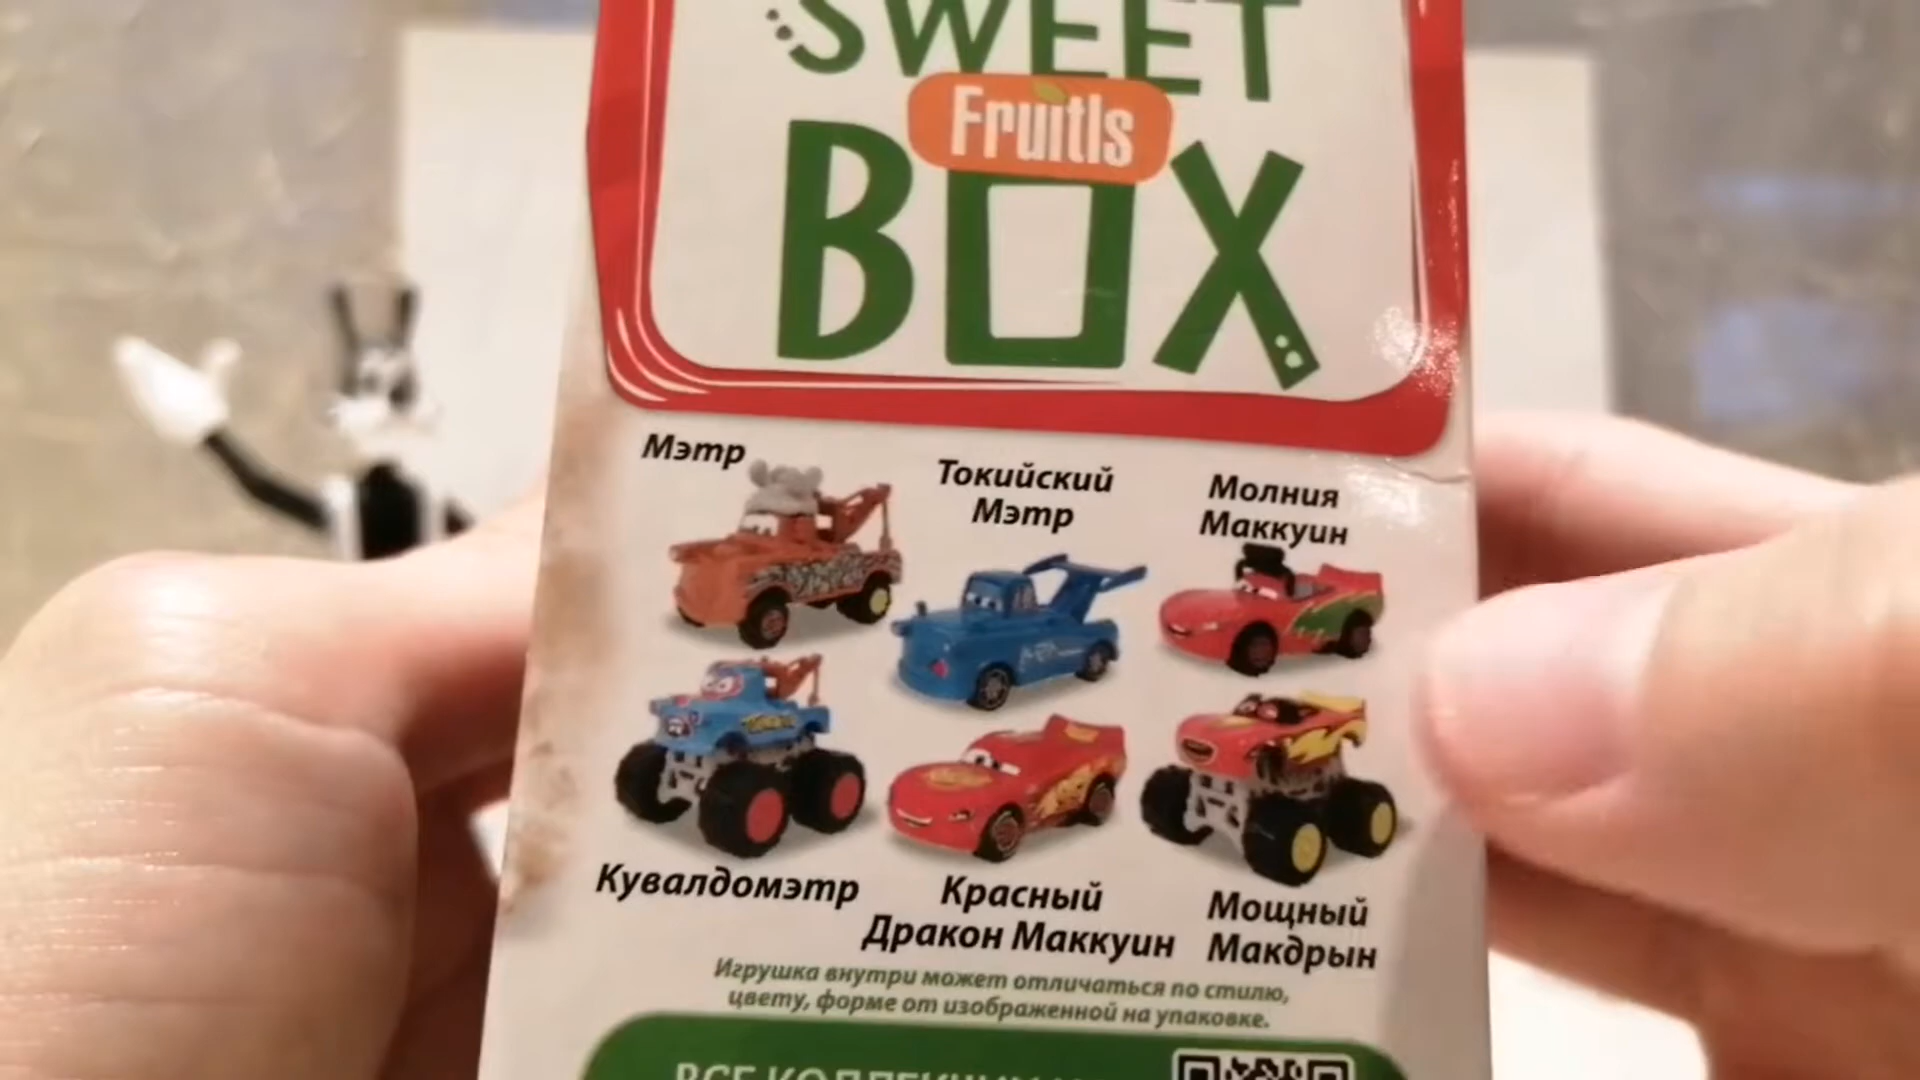 SWEET
Fruitls
BOX
Мэтр
Токийский
Мэтр
Молния
Маккуин
Кувалдомэтр
Красный
Дракон Маккуин
Мощный
Макдрын
Игрушка внутри может отличаться по стилю,
цвету, форме от изображенной на упаковке.
ВСЕ